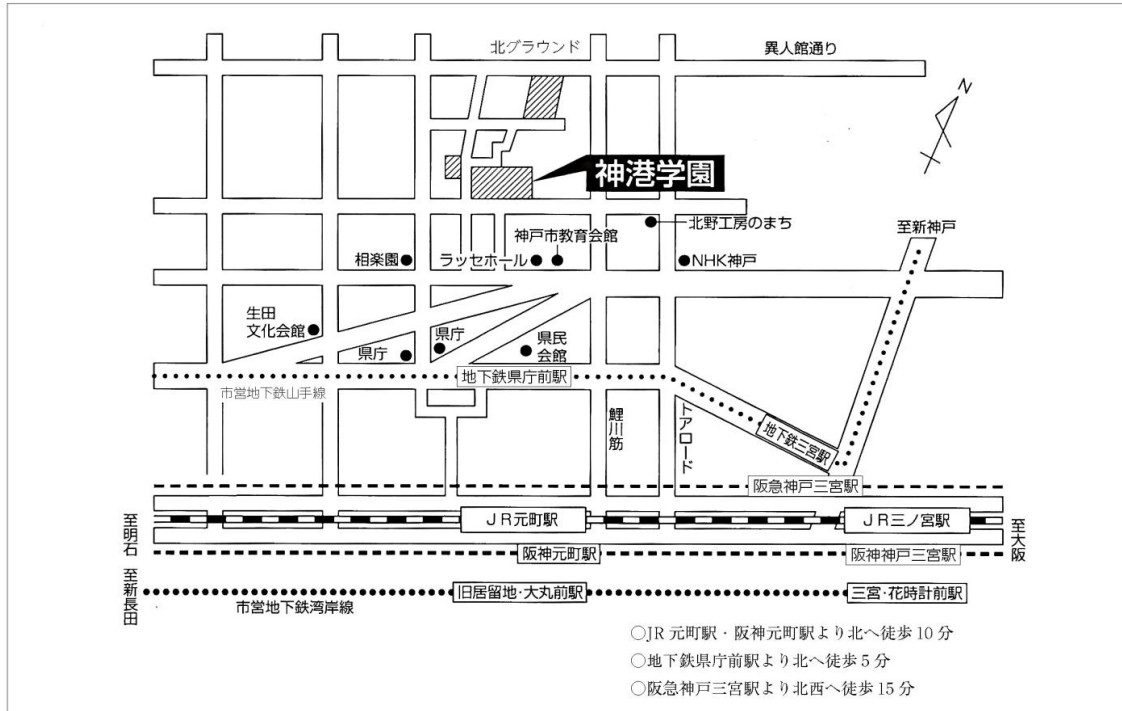 北グラウンド
異人館通り
N
神港学園
北野工房のまち
至新神戸
神戸市教育会館
相楽園
ラッセホール
NHK神戸
生田
文化会館
県庁
県庁
県民
会館
地下鉄県庁前駅
市営地下鉄山手線
鯉川筋
トアロード
地下鉄三宮駅
阪急神戸三宮駅
至明石
JR元町駅
JR三ノ宮駅
至大阪
阪神元町駅
阪神神戸三宮駅
至新長田
旧居留地・大丸前駅
三宮・花時計前駅
市営地下鉄湾岸線
○JR元町駅・阪神元町駅より北へ徒歩10分
○地下鉄県庁前駅より北へ徒歩5分
○阪急神戸三宮駅より北西へ徒歩15分